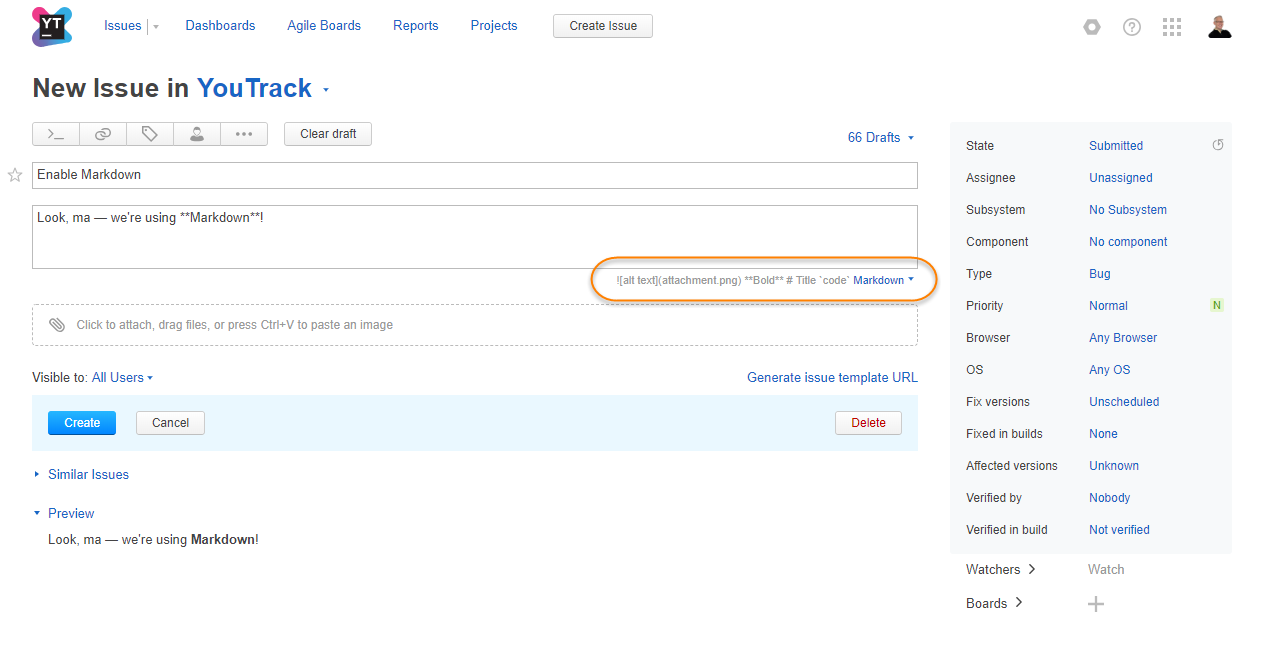 YT Issues Dashboards Agile Boards Reports Projects Create Issue
New Issue in YouTrack
Clear draft 66 Drafts
Enable Markdown
Look, ma — we're using **Markdown**!
![alt text](attachment.png) **Bold** # Title `code` Markdown
Click to attach, drag files, or press Ctrl+V to paste an image
Visible to: All Users Generate issue template URL
Create Cancel Delete
Similar Issues
Preview
Look, ma — we're using Markdown!
State Submitted
Assignee Unassigned
Subsystem No Subsystem
Component No component
Type Bug
Priority Normal N
Browser Any Browser
OS Any OS
Fix versions Unscheduled
Fixed in builds None
Affected versions Unknown
Verified by Nobody
Verified in build Not verified
Watchers Watch
Boards